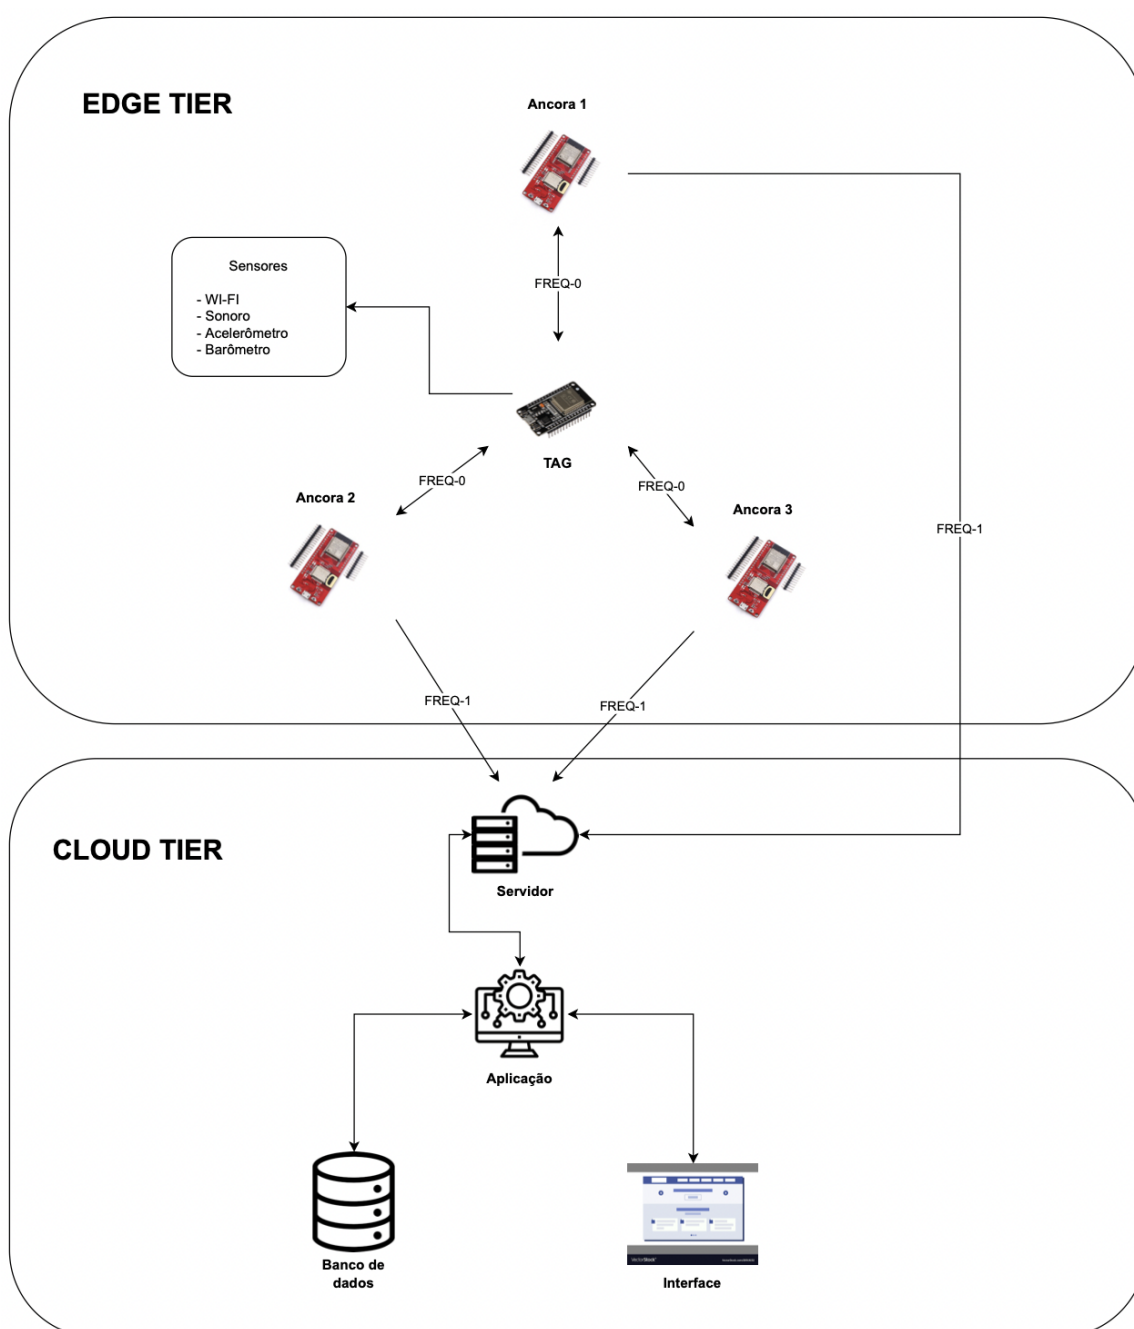 EDGE TIER
Ancora 1
FREQ-0
Sensores
- WI-FI
- Sonoro
- Acelerômetro
- Barômetro
TAG
FREQ-0
FREQ-0
Ancora 2
Ancora 3
FREQ-1
FREQ-1
FREQ-1
CLOUD TIER
Servidor
Aplicação
Banco de
dados
Interface
VectorStock